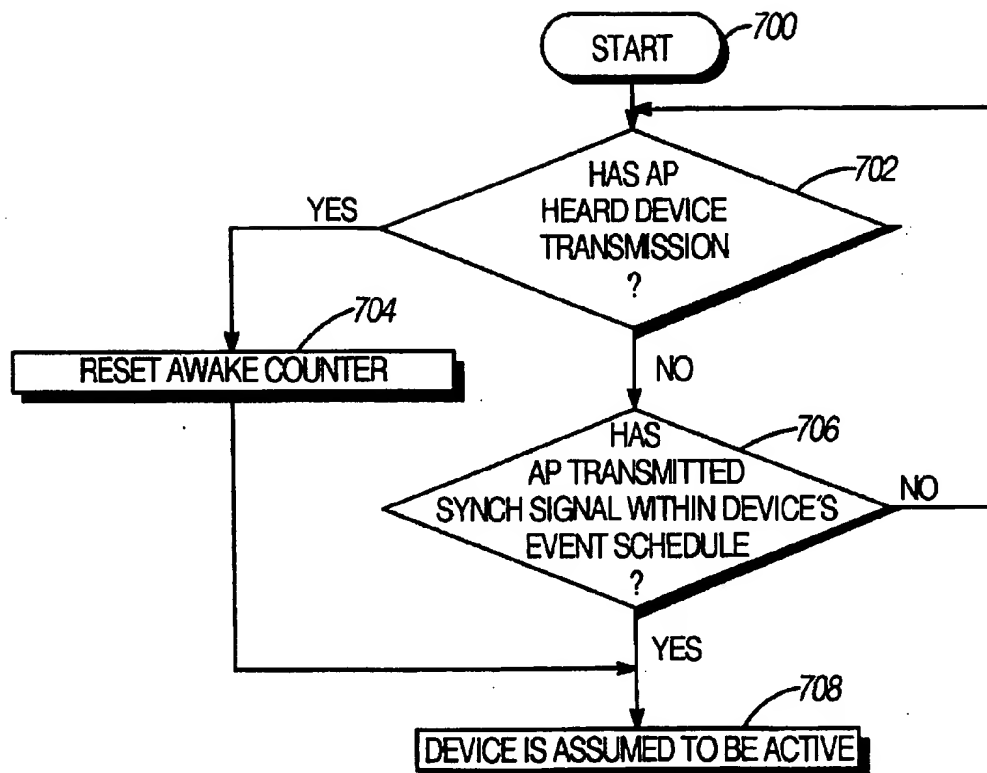 START
700
HAS AP
HEARD DEVICE
TRANSMISSION
?
702
YES
704
RESET AWAKE COUNTER
NO
HAS
AP TRANSMITTED
SYNCH SIGNAL WITHIN DEVICE'S
EVENT SCHEDULE
?
706
NO
YES
708
DEVICE IS ASSUMED TO BE ACTIVE